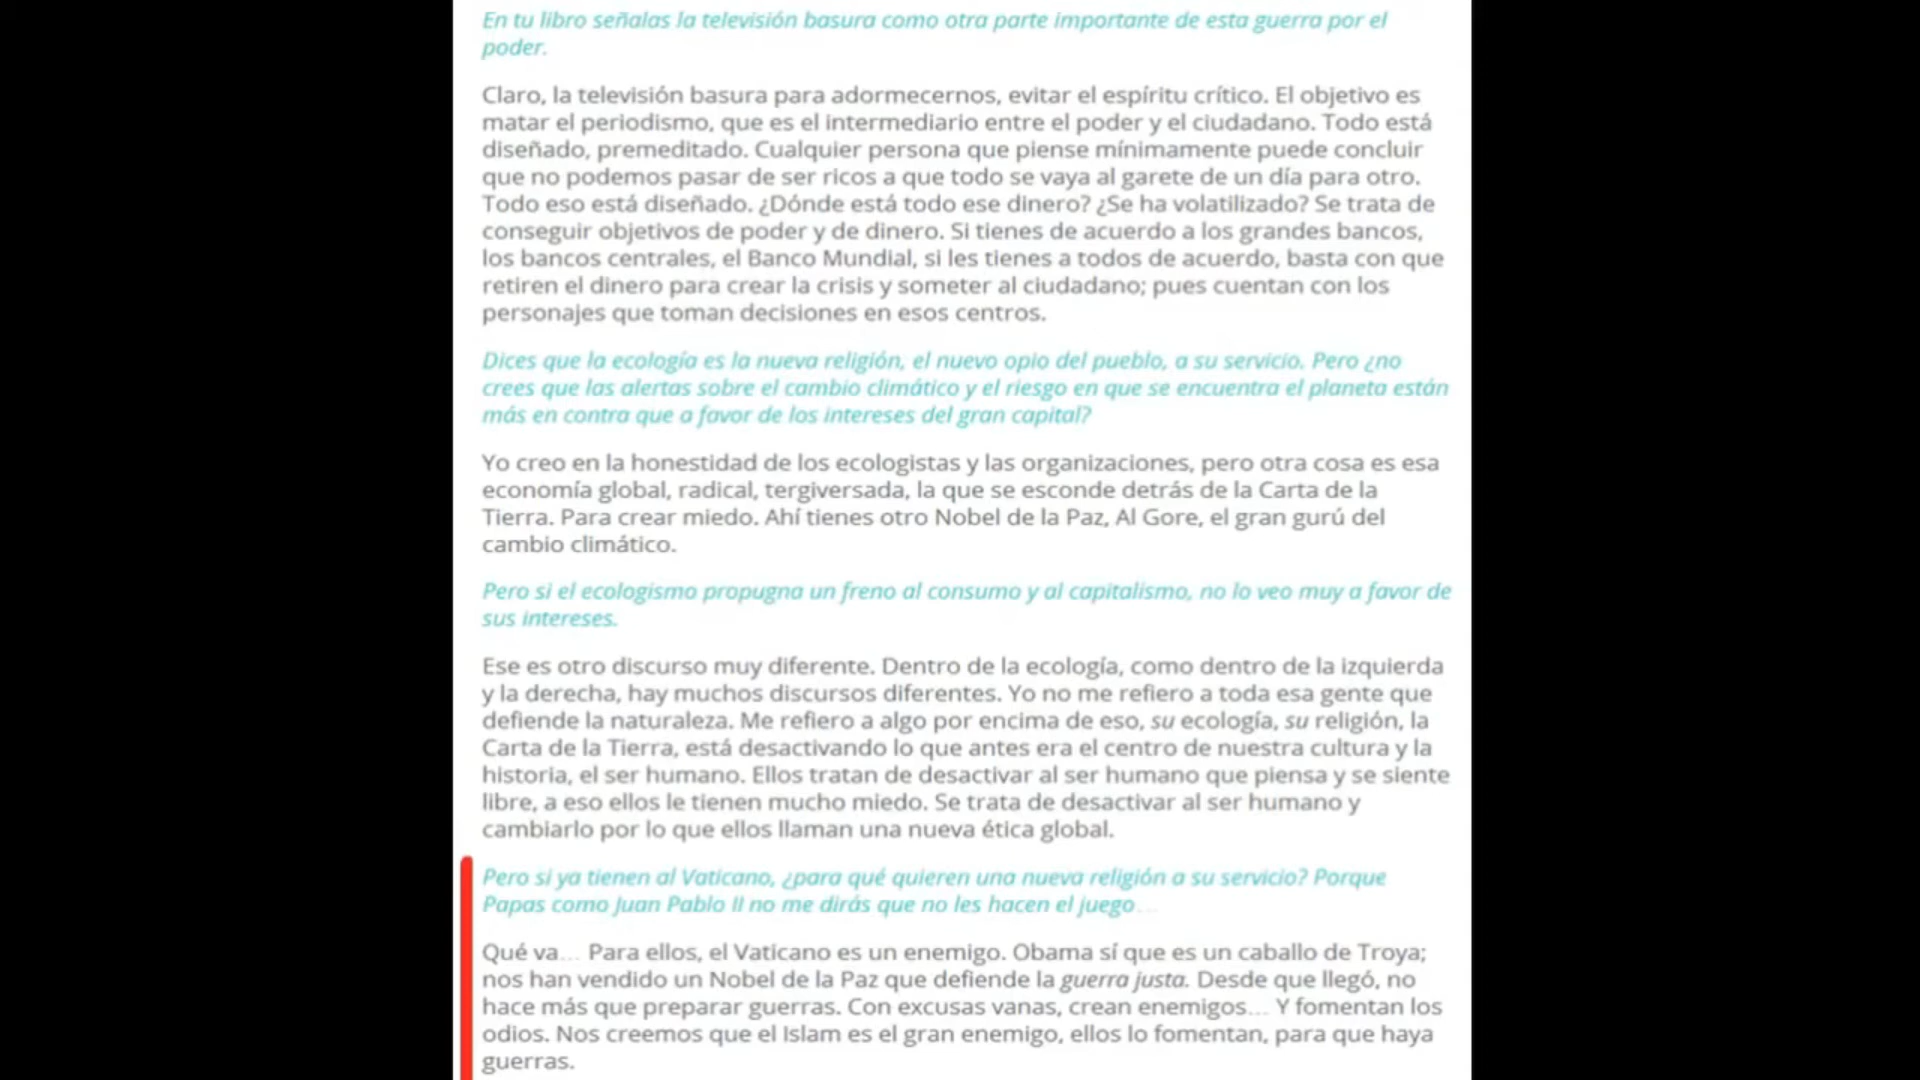 En tu libro señalas la televisión basura como otra parte importante de esta guerra por el
poder.
Claro, la televisión basura para adormecernos, evitar el espíritu crítico. El objetivo es
matar el periodismo, que es el intermediario entre el poder y el ciudadano. Todo está
diseñado, premeditado. Cualquier persona que piense mínimamente puede concluir
que no podemos pasar de ser ricos a que todo se vaya al garete de un día para otro.
Todo eso está diseñado. ¿Dónde está todo ese dinero? ¿Se ha volatilizado? Se trata de
conseguir objetivos de poder y de dinero. Si tienes de acuerdo a los grandes bancos,
los bancos centrales, el Banco Mundial, si les tienes a todos de acuerdo, basta con que
retiren el dinero para crear la crisis y someter al ciudadano; pues cuentan con los
personajes que toman decisiones en esos centros.
Dices que la ecología es la nueva religión, el nuevo opio del pueblo, a su servicio. Pero ¿no
crees que las alertas sobre el cambio climático y el riesgo en que se encuentra el planeta están
más en contra que a favor de los intereses del gran capital?
Yo creo en la honestidad de los ecologistas y las organizaciones, pero otra cosa es esa
economía global, radical, tergiversada, la que se esconde detrás de la Carta de la
Tierra. Para crear miedo. Ahí tienes otro Nobel de la Paz, Al Gore, el gran gurú del
cambio climático.
Pero si el ecologismo propugna un freno al consumo y al capitalismo, no lo veo muy a favor de
sus intereses.
Ese es otro discurso muy diferente. Dentro de la ecología, como dentro de la izquierda
y la derecha, hay muchos discursos diferentes. Yo no me refiero a toda esa gente que
defiende la naturaleza. Me refiero a algo por encima de eso, su ecología, su religión, la
Carta de la Tierra, está desactivando lo que antes era el centro de nuestra cultura y la
historia, el ser humano. Ellos tratan de desactivar al ser humano que piensa y se siente
libre, a eso ellos le tienen mucho miedo. Se trata de desactivar al ser humano y
cambiarlo por lo que ellos llaman una nueva ética global.
Pero si ya tienen al Vaticano, ¿para qué quieren una nueva religión a su servicio? Porque
Papas como Juan Pablo II no me dirás que no les hacen el juego…
Qué va… Para ellos, el Vaticano es un enemigo. Obama sí que es un caballo de Troya;
nos han vendido un Nobel de la Paz que defiende la guerra justa. Desde que llegó, no
hace más que preparar guerras. Con excusas vanas, crean enemigos… Y fomentan los
odios. Nos creemos que el Islam es el gran enemigo, ellos lo fomentan, para que haya
guerras.